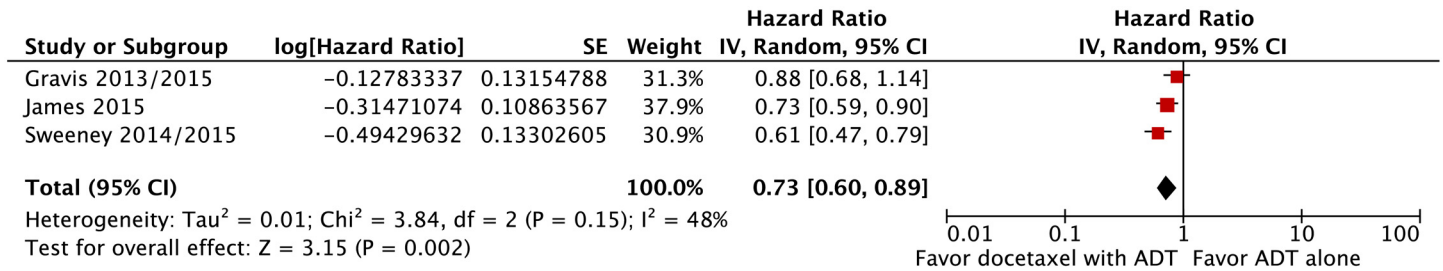 Hazard Ratio Hazard Ratio
Study or Subgroup log[Hazard Ratio] SE Weight IV, Random, 95% CI IV, Random, 95% CI
Gravis 2013/2015 −0.12783337 0.13154788 31.3% 0.88 [0.68, 1.14]
James 2015 −0.31471074 0.10863567 37.9% 0.73 [0.59, 0.90]
Sweeney 2014/2015 −0.49429632 0.13302605 30.9% 0.61 [0.47, 0.79]
Total (95% CI) 100.0% 0.73 [0.60, 0.89]
Heterogeneity: Tau² = 0.01; Chi² = 3.84, df = 2 (P = 0.15); I² = 48%
Test for overall effect: Z = 3.15 (P = 0.002)
0.01 0.1 1 10 100
Favor docetaxel with ADT Favor ADT alone